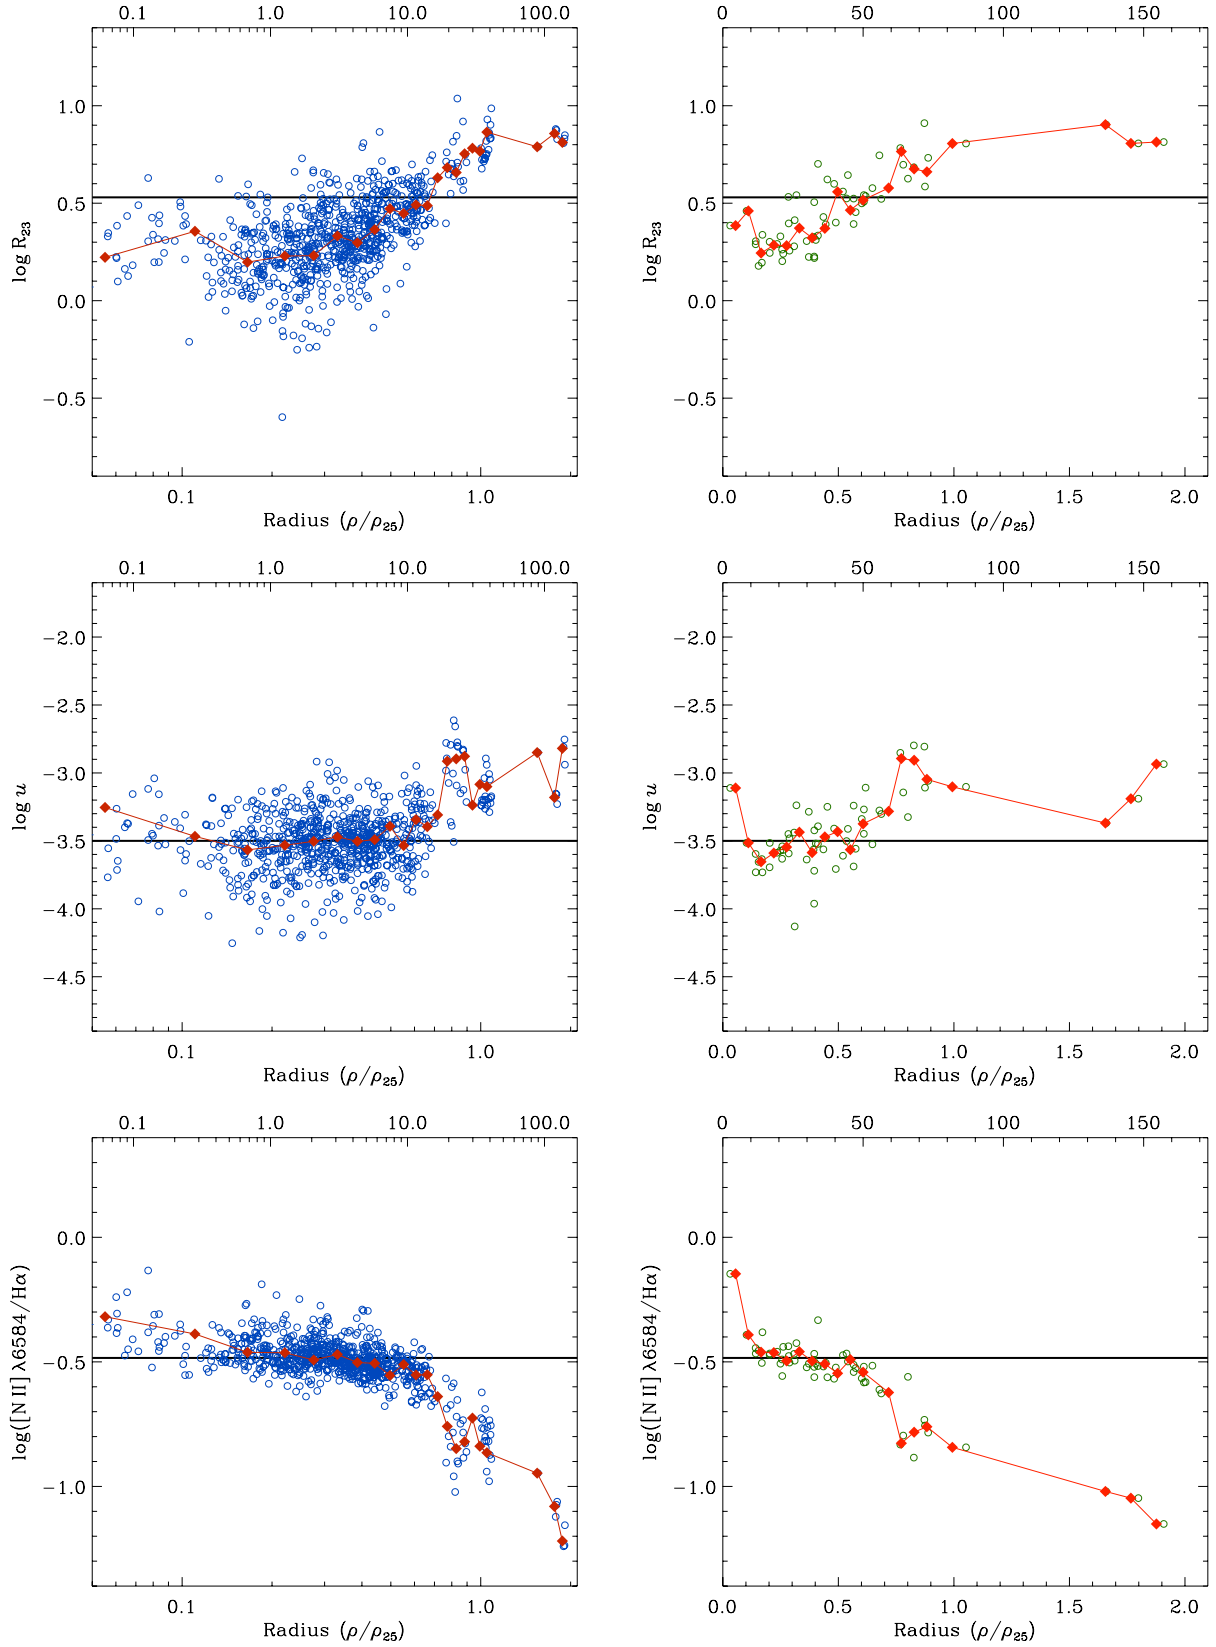 0.1 1.0 10.0 100.0
0 50 100 150
1.0
0.5
0.0
−0.5
log R23
0.1 1.0
Radius (ρ/ρ25)
1.0
0.5
0.0
−0.5
log R23
0.0 0.5 1.0 1.5 2.0
Radius (ρ/ρ25)
0.1 1.0 10.0 100.0
0 50 100 150
−2.0
−2.5
−3.0
−3.5
−4.0
−4.5
log u
0.1 1.0
Radius (ρ/ρ25)
−2.0
−2.5
−3.0
−3.5
−4.0
−4.5
log u
0.0 0.5 1.0 1.5 2.0
Radius (ρ/ρ25)
0.1 1.0 10.0 100.0
0 50 100 150
0.0
−0.5
−1.0
log([N II] λ6584/Hα)
0.1 1.0
Radius (ρ/ρ25)
0.0
−0.5
−1.0
log([N II] λ6584/Hα)
0.0 0.5 1.0 1.5 2.0
Radius (ρ/ρ25)